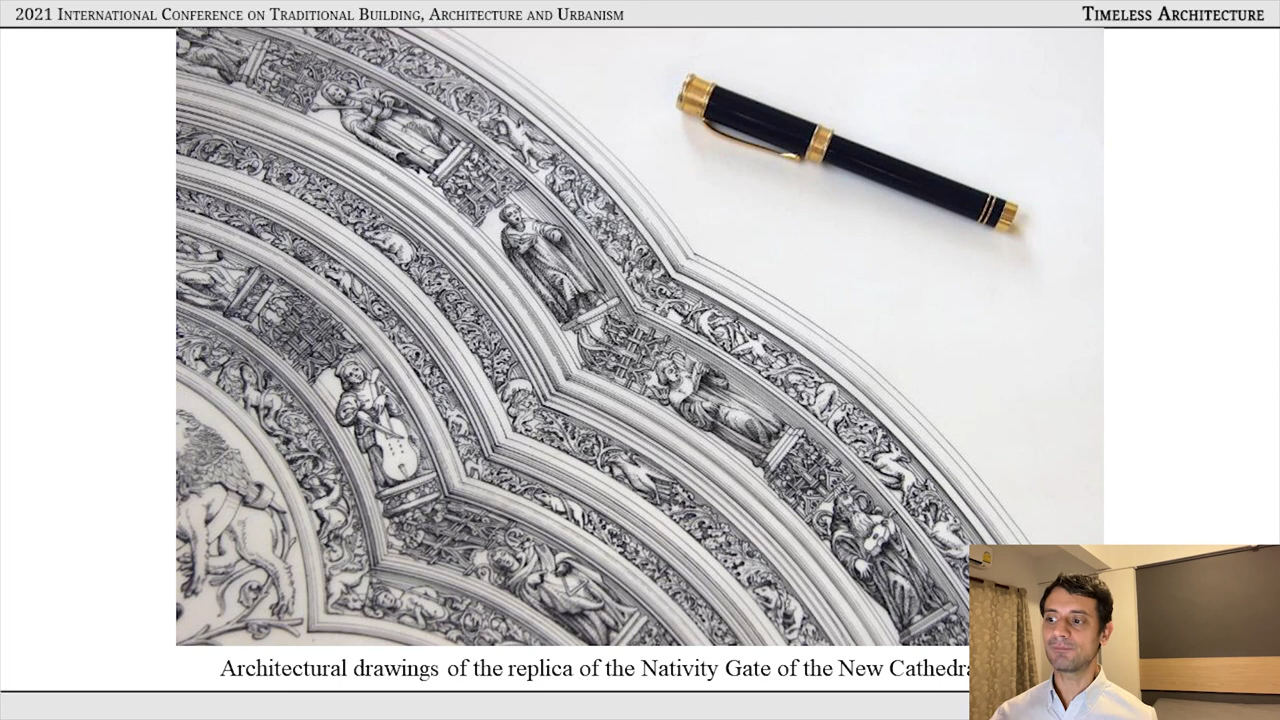 2021 International Conference on Traditional Building, Architecture and Urbanism
Timeless Architecture
Architectural drawings of the replica of the Nativity Gate of the New